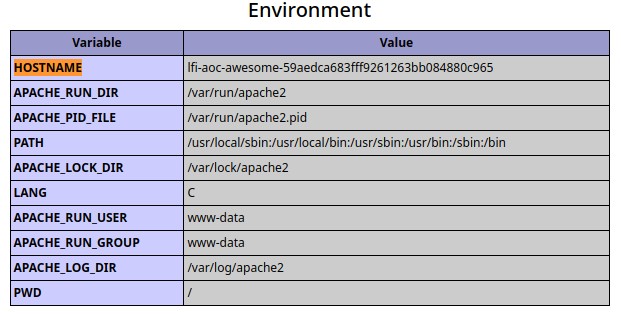 Environment
Variable Value
HOSTNAME lfi-aoc-awesome-59aedca683fff9261263bb084880c965
APACHE_RUN_DIR /var/run/apache2
APACHE_PID_FILE /var/run/apache2.pid
PATH /usr/local/sbin:/usr/local/bin:/usr/sbin:/usr/bin:/sbin:/bin
APACHE_LOCK_DIR /var/lock/apache2
LANG C
APACHE_RUN_USER www-data
APACHE_RUN_GROUP www-data
APACHE_LOG_DIR /var/log/apache2
PWD /